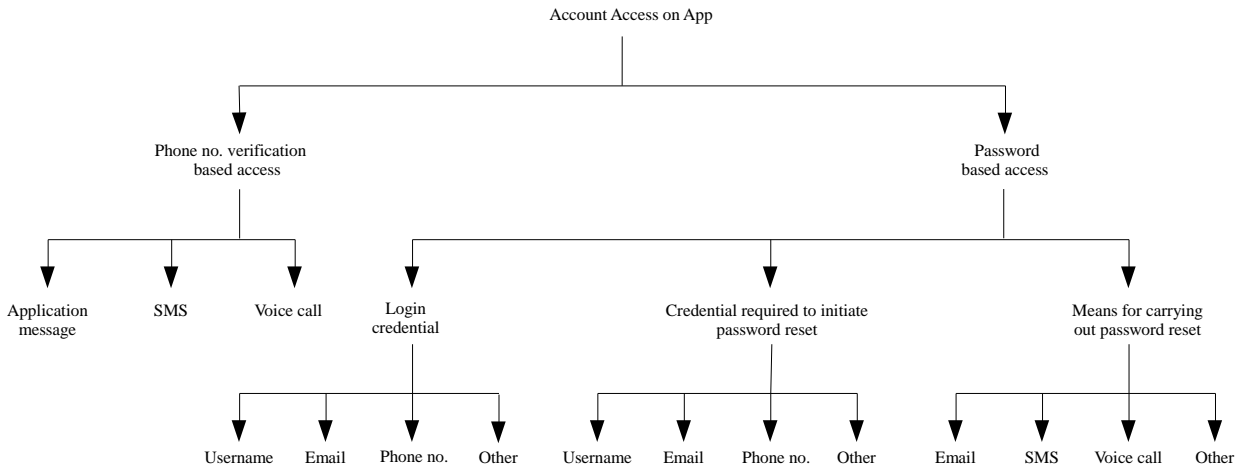 Account Access on App
Phone no. verification
based access
Password
based access
Application
message
SMS
Voice call
Login
credential
Credential required to initiate
password reset
Means for carrying
out password reset
Username
Email
Phone no.
Other
Username
Email
Phone no.
Other
Email
SMS
Voice call
Other